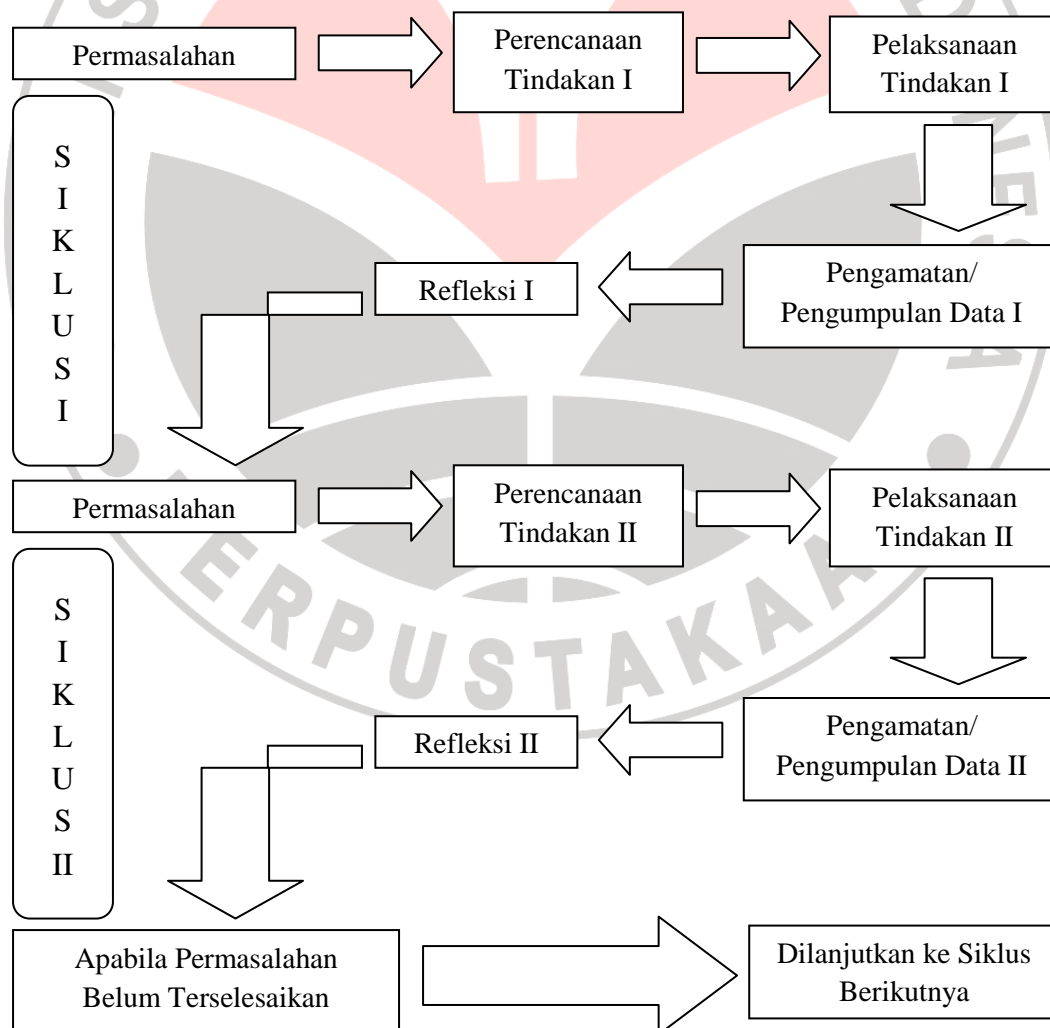 Permasalahan
Perencanaan
Tindakan I
Pelaksanaan
Tindakan I
S
I
K
L
U
S
I
Pengamatan/
Pengumpulan Data I
Refleksi I
Permasalahan
Perencanaan
Tindakan II
Pelaksanaan
Tindakan II
S
I
K
L
U
S
II
Pengamatan/
Pengumpulan Data II
Refleksi II
Apabila Permasalahan
Belum Terselesaikan
Dilanjutkan ke Siklus
Berikutnya
PERPUSTAKAA